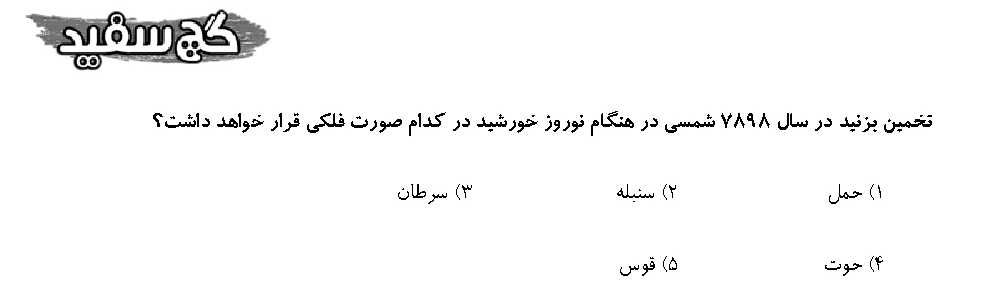 گچ سفید
تخمین بزنید در سال ۷۸۹۸ شمسی در هنگام نوروز خورشید در کدام صورت فلکی قرار خواهد داشت؟
۱) حمل ۲) سنبله ۳) سرطان
۴) حوت ۵) قوس